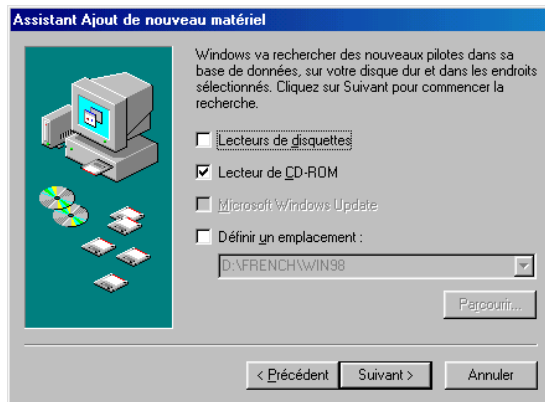 Assistant Ajout de nouveau matériel
Windows va rechercher des nouveaux pilotes dans sa
base de données, sur votre disque dur et dans les endroits
sélectionnés. Cliquez sur Suivant pour commencer la
recherche.
Lecteurs de disquettes
Lecteur de CD-ROM
Microsoft Windows Update
Définir un emplacement :
D:\FRENCH\WIN98
Parcourir...
< Précédent
Suivant >
Annuler